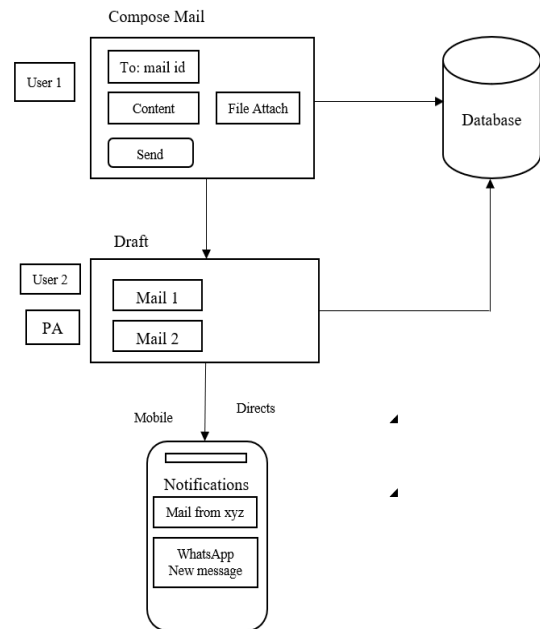 Compose Mail
User 1
To: mail id
Content
File Attach
Send
Database
Draft
User 2
PA
Mail 1
Mail 2
Mobile
Directs
Notifications
Mail from xyz
WhatsApp
New message